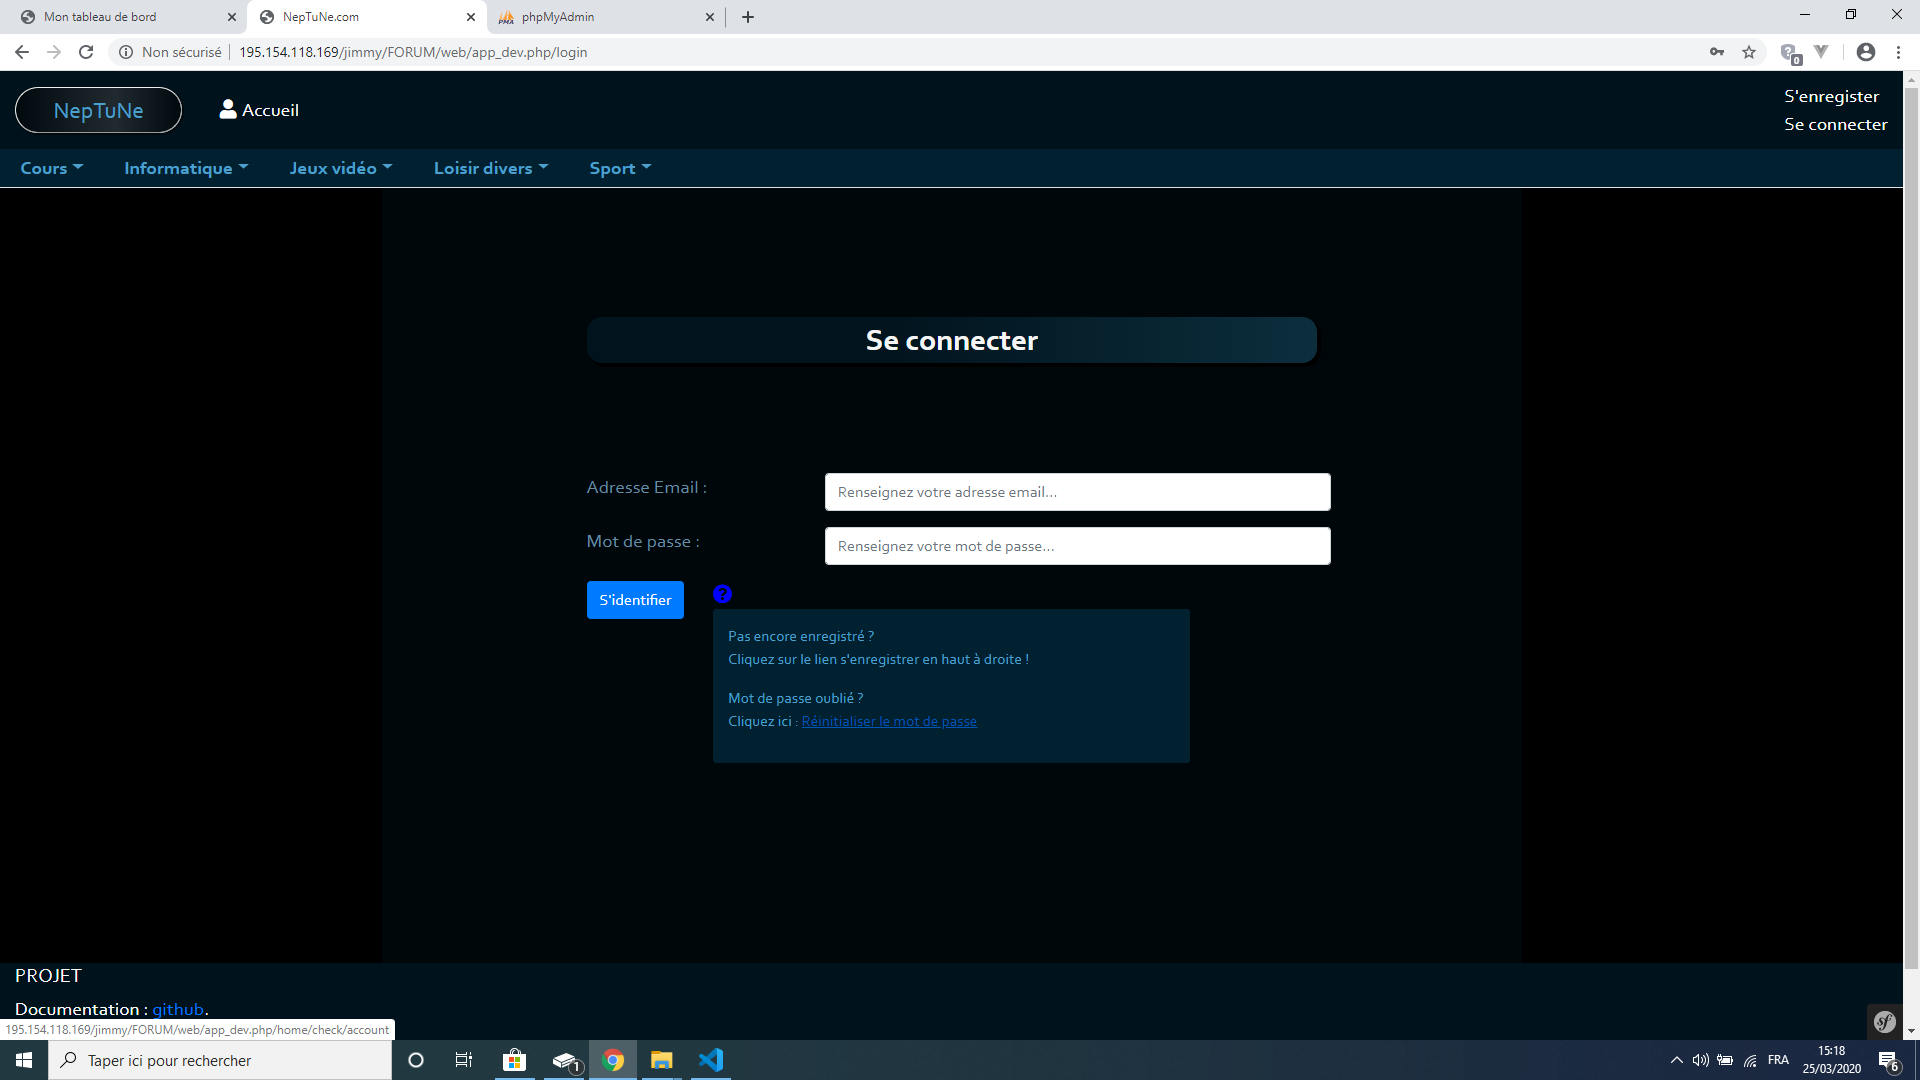 Mon tableau de bord
NepTuNe.com
phpMyAdmin
Non sécurisé
195.154.118.169/jimmy/FORUM/web/app_dev.php/login
0
NepTuNe
Accueil
S'enregister
Se connecter
Cours
Informatique
Jeux vidéo
Loisir divers
Sport
Se connecter
Adresse Email :
Renseignez votre adresse email...
Mot de passe :
Renseignez votre mot de passe...
S'identifier
?
Pas encore enregistré ?
Cliquez sur le lien s'enregistrer en haut à droite !
Mot de passe oublié ?
Cliquez ici : Réinitialiser le mot de passe
PROJET
Documentation : github.
195.154.118.169/jimmy/FORUM/web/app_dev.php/home/check/account
sf
Taper ici pour rechercher
1
FRA
15:18
25/03/2020
6